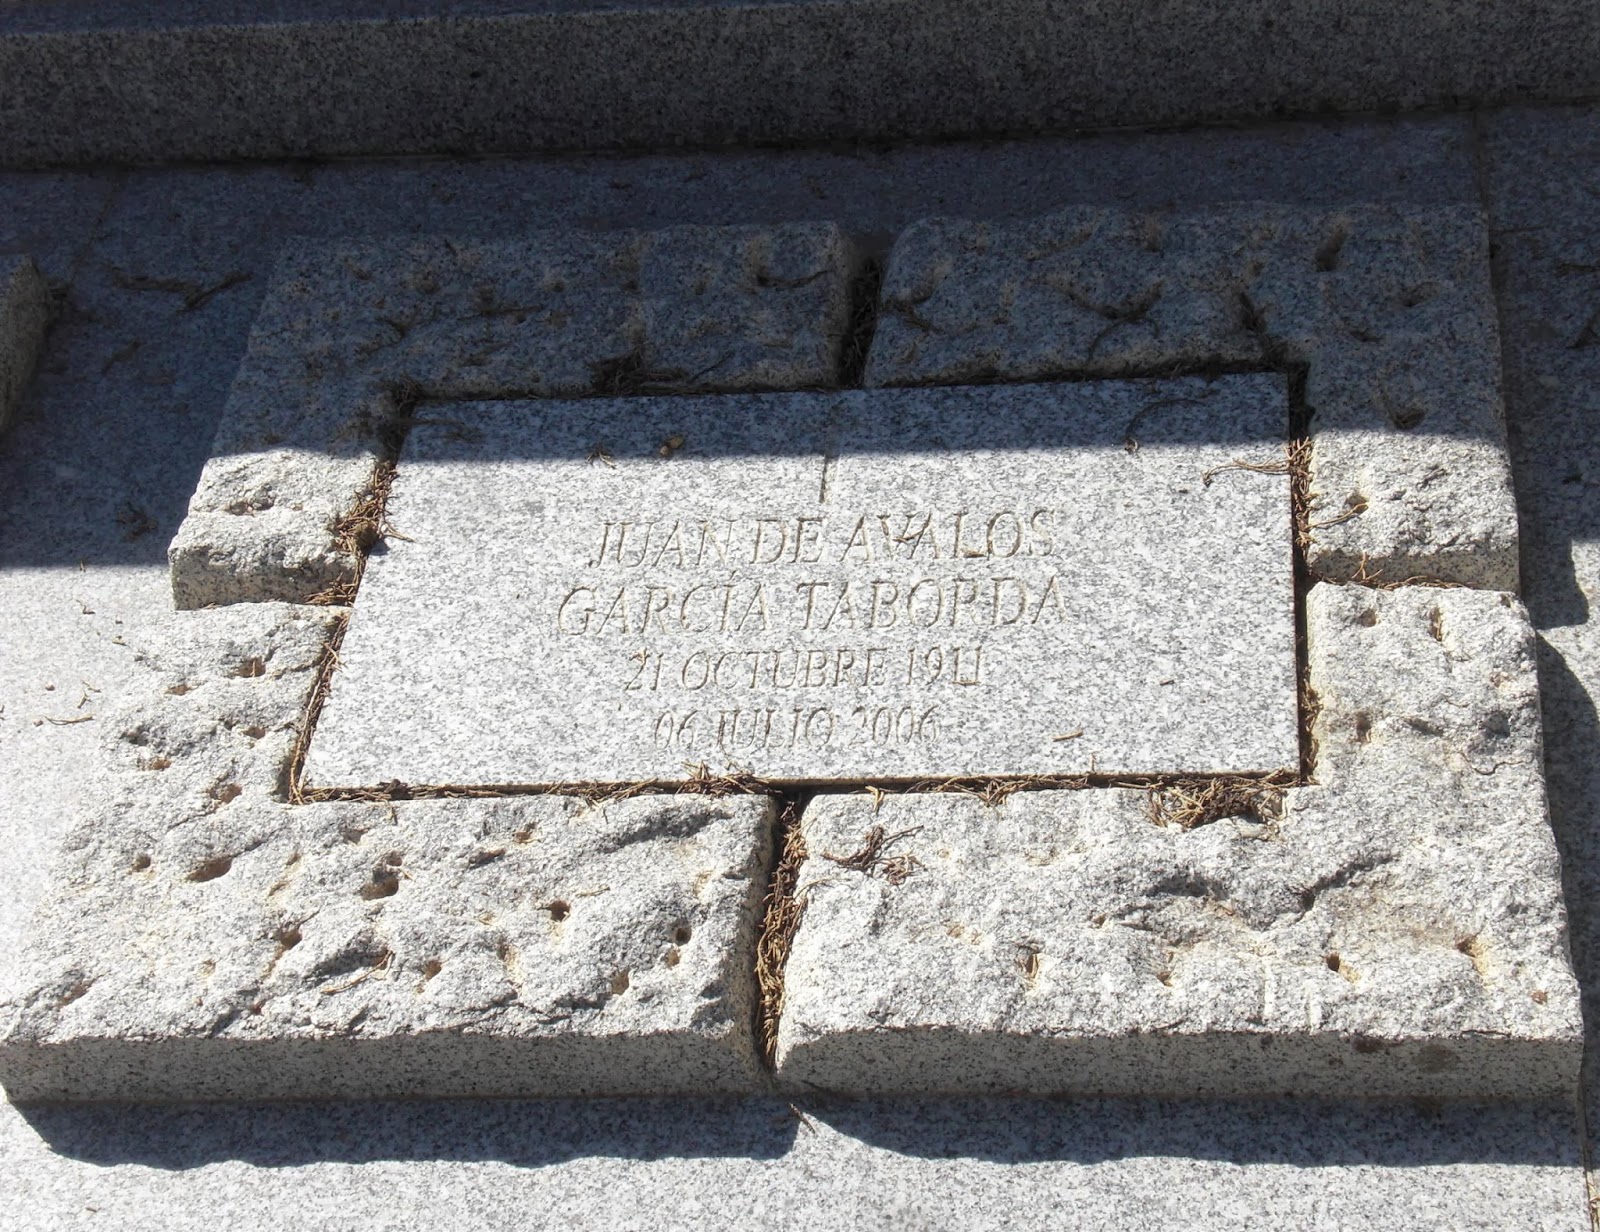 JUAN DE AVALOS
GARCÍA TABORDA
21 OCTUBRE 1911
06 JULIO 2006